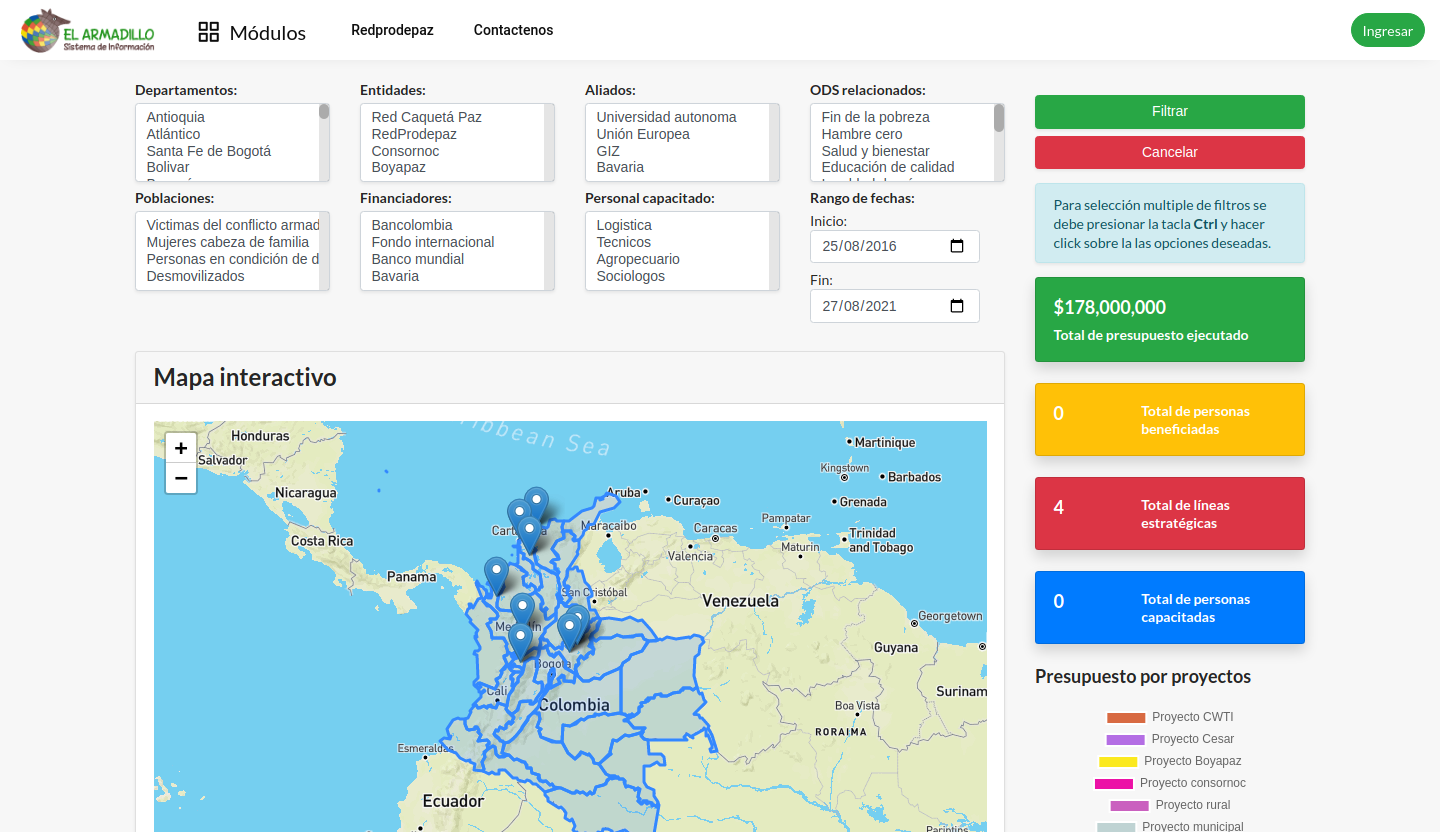 EL ARMADILLO
Sistema de Información
Módulos
Redprodepaz
Contactenos
Ingresar
Departamentos:
Antioquia
Atlántico
Santa Fe de Bogotá
Bolivar
Entidades:
Red Caquetá Paz
RedProdepaz
Consornoc
Boyapaz
Aliados:
Universidad autonoma
Unión Europea
GIZ
Bavaria
ODS relacionados:
Fin de la pobreza
Hambre cero
Salud y bienestar
Educación de calidad
Filtrar
Cancelar
Poblaciones:
Victimas del conflicto armad
Mujeres cabeza de familia
Personas en condición de d
Desmovilizados
Financiadores:
Bancolombia
Fondo internacional
Banco mundial
Bavaria
Personal capacitado:
Logistica
Tecnicos
Agropecuario
Sociologos
Rango de fechas:
Inicio:
25/08/2016
Fin:
27/08/2021
Para selección multiple de filtros se
debe presionar la tacla Ctrl y hacer
click sobre la las opciones deseadas.
$178,000,000
Total de presupuesto ejecutado
0
Total de personas
beneficiadas
4
Total de líneas
estratégicas
0
Total de personas
capacitadas
Presupuesto por proyectos
Proyecto CWTI
Proyecto Cesar
Proyecto Boyapaz
Proyecto consornoc
Proyecto rural
Proyecto municipal
Mapa interactivo
+
−
Honduras
Salvador
Nicaragua
Costa Rica
Panama
ribbean Sea
Aruba
Curaçao
Martinique
Kingstown
Barbados
Grenada
Maracaibo
Caracas
Pampatar
Trinidad
and Tobago
Valencia
Maturin
San Cristóbal
Venezuela
Georgetown
Guyana
Surinam
Bogota
Cali
Colombia
Boa Vista
RORAIMA
Esmeraldas
Ecuador
Parintins